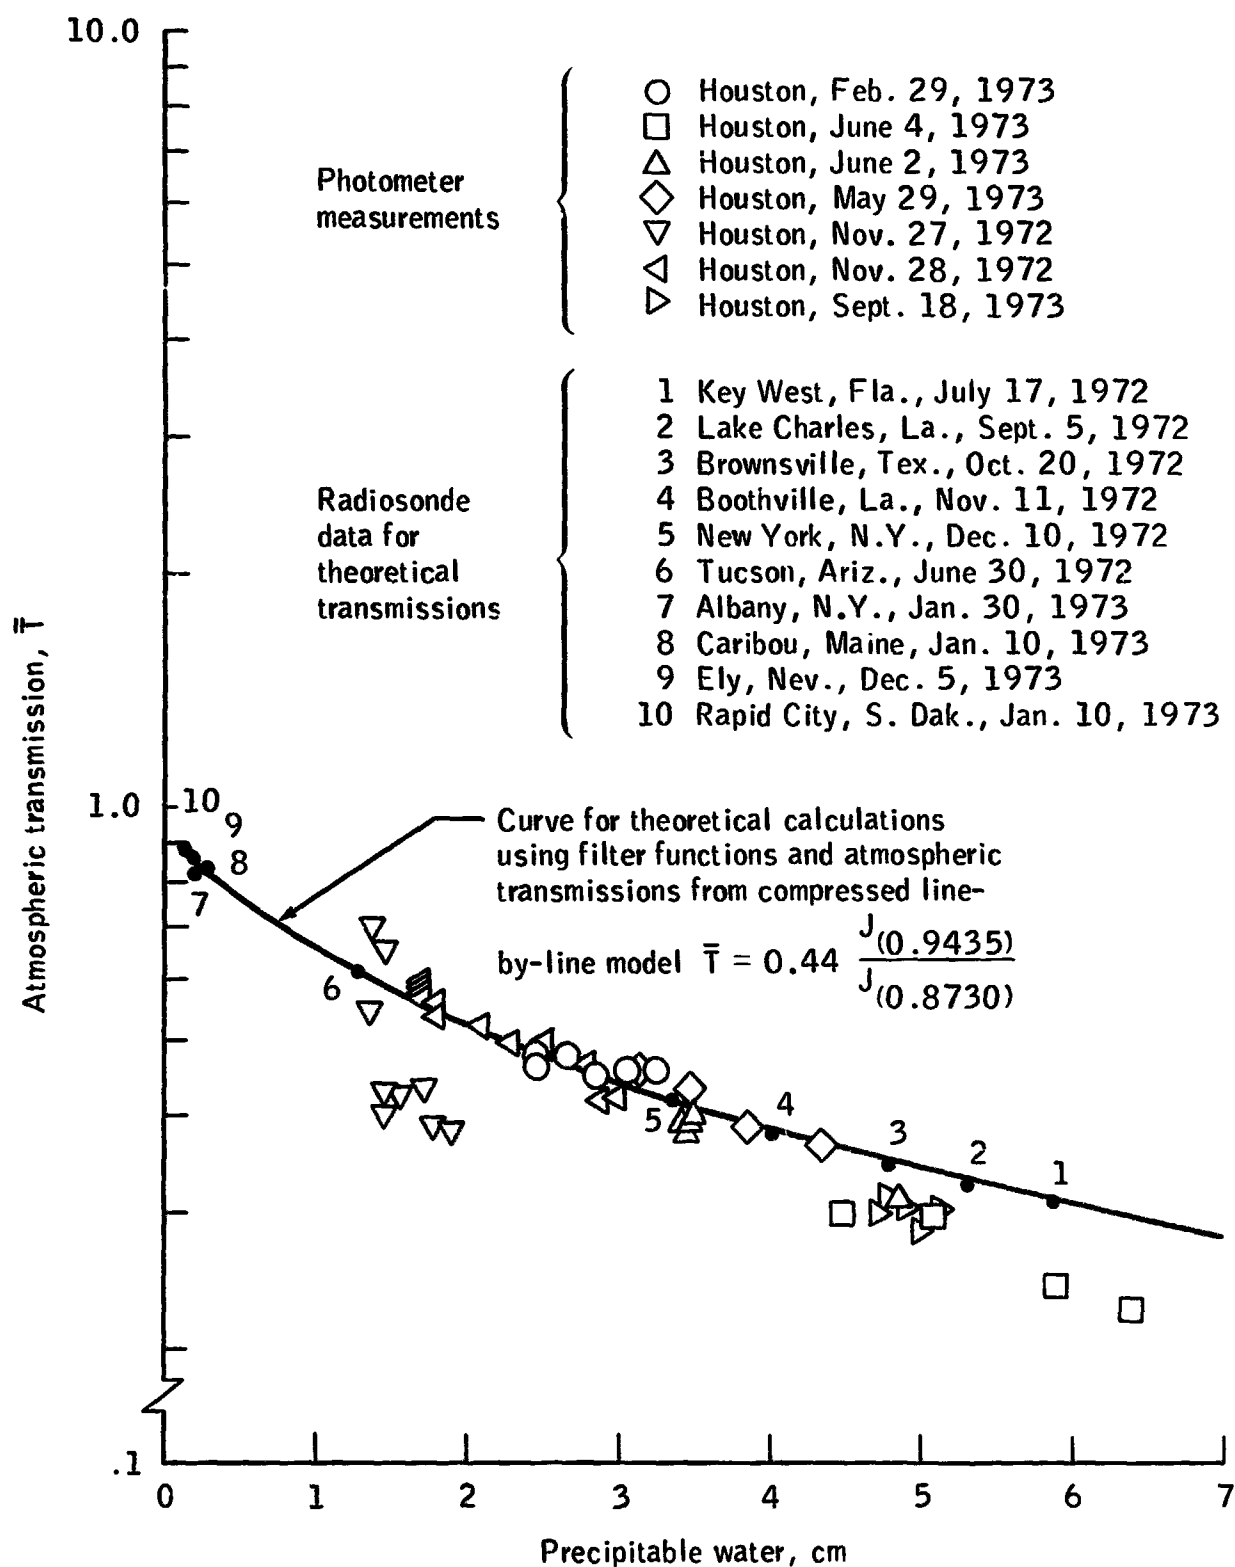 10.0
Photometer
measurements
Houston, Feb. 29, 1973
Houston, June 4, 1973
Houston, June 2, 1973
Houston, May 29, 1973
Houston, Nov. 27, 1972
Houston, Nov. 28, 1972
Houston, Sept. 18, 1973
Radiosonde
data for
theoretical
transmissions
1 Key West, Fla., July 17, 1972
2 Lake Charles, La., Sept. 5, 1972
3 Brownsville, Tex., Oct. 20, 1972
4 Boothville, La., Nov. 11, 1972
5 New York, N.Y., Dec. 10, 1972
6 Tucson, Ariz., June 30, 1972
7 Albany, N.Y., Jan. 30, 1973
8 Caribou, Maine, Jan. 10, 1973
9 Ely, Nev., Dec. 5, 1973
10 Rapid City, S. Dak., Jan. 10, 1973
Atmospheric transmission, T̿
1.0
10
9
8
7
Curve for theoretical calculations
using filter functions and atmospheric
transmissions from compressed line-
by-line model T̄ = 0.44 J(0.9435) / J(0.8730)
6
5
4
3
2
1
.1
0 1 2 3 4 5 6 7
Precipitable water, cm